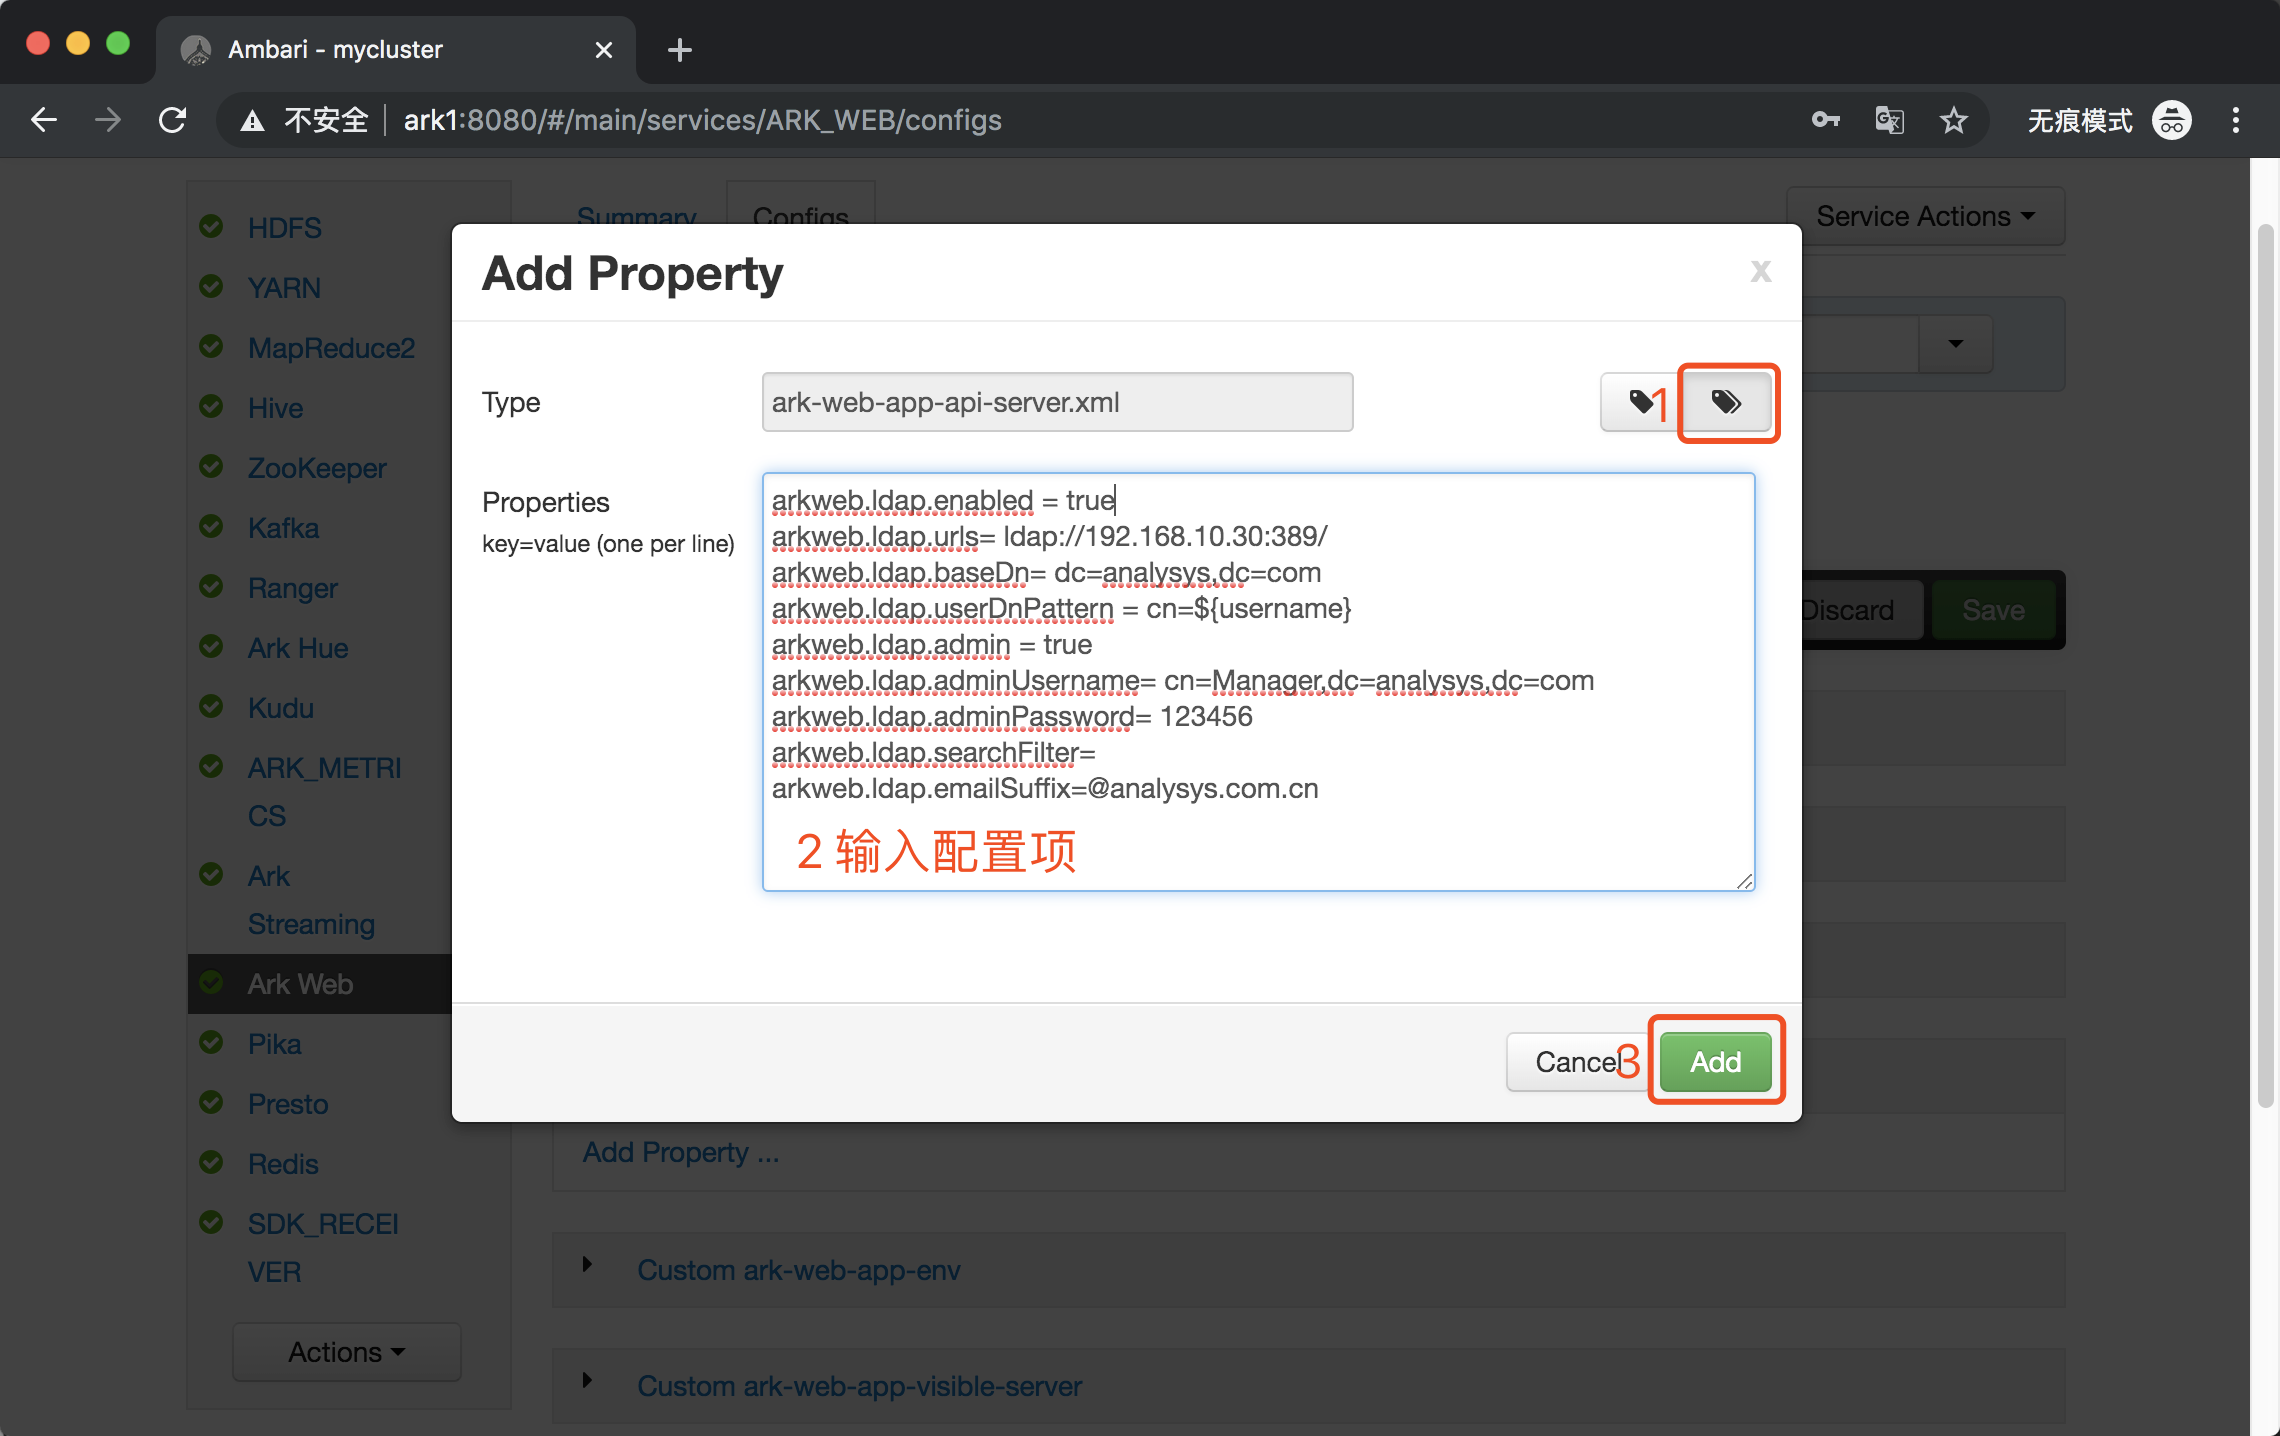 Ambari - mycluster
不安全 ark1:8080/#/main/services/ARK_WEB/configs
无痕模式
HDFS
YARN
MapReduce2
Hive
ZooKeeper
Kafka
Ranger
Ark Hue
Kudu
ARK_METRI
CS
Ark
Streaming
Ark Web
Pika
Presto
Redis
SDK_RECEI
VER
Actions
Summary
Configs
Service Actions
Add Property
x
Type
ark-web-app-api-server.xml
1
Properties
key=value (one per line)
arkweb.ldap.enabled = true
arkweb.ldap.urls= ldap://192.168.10.30:389/
arkweb.ldap.baseDn= dc=analysys,dc=com
arkweb.ldap.userDnPattern = cn=${username}
arkweb.ldap.admin = true
arkweb.ldap.adminUsername= cn=Manager,dc=analysys,dc=com
arkweb.ldap.adminPassword= 123456
arkweb.ldap.searchFilter=
arkweb.ldap.emailSuffix=@analysys.com.cn
2 输入配置项
Discard
Save
Cancel
3
Add
Add Property ...
Custom ark-web-app-env
Custom ark-web-app-visible-server